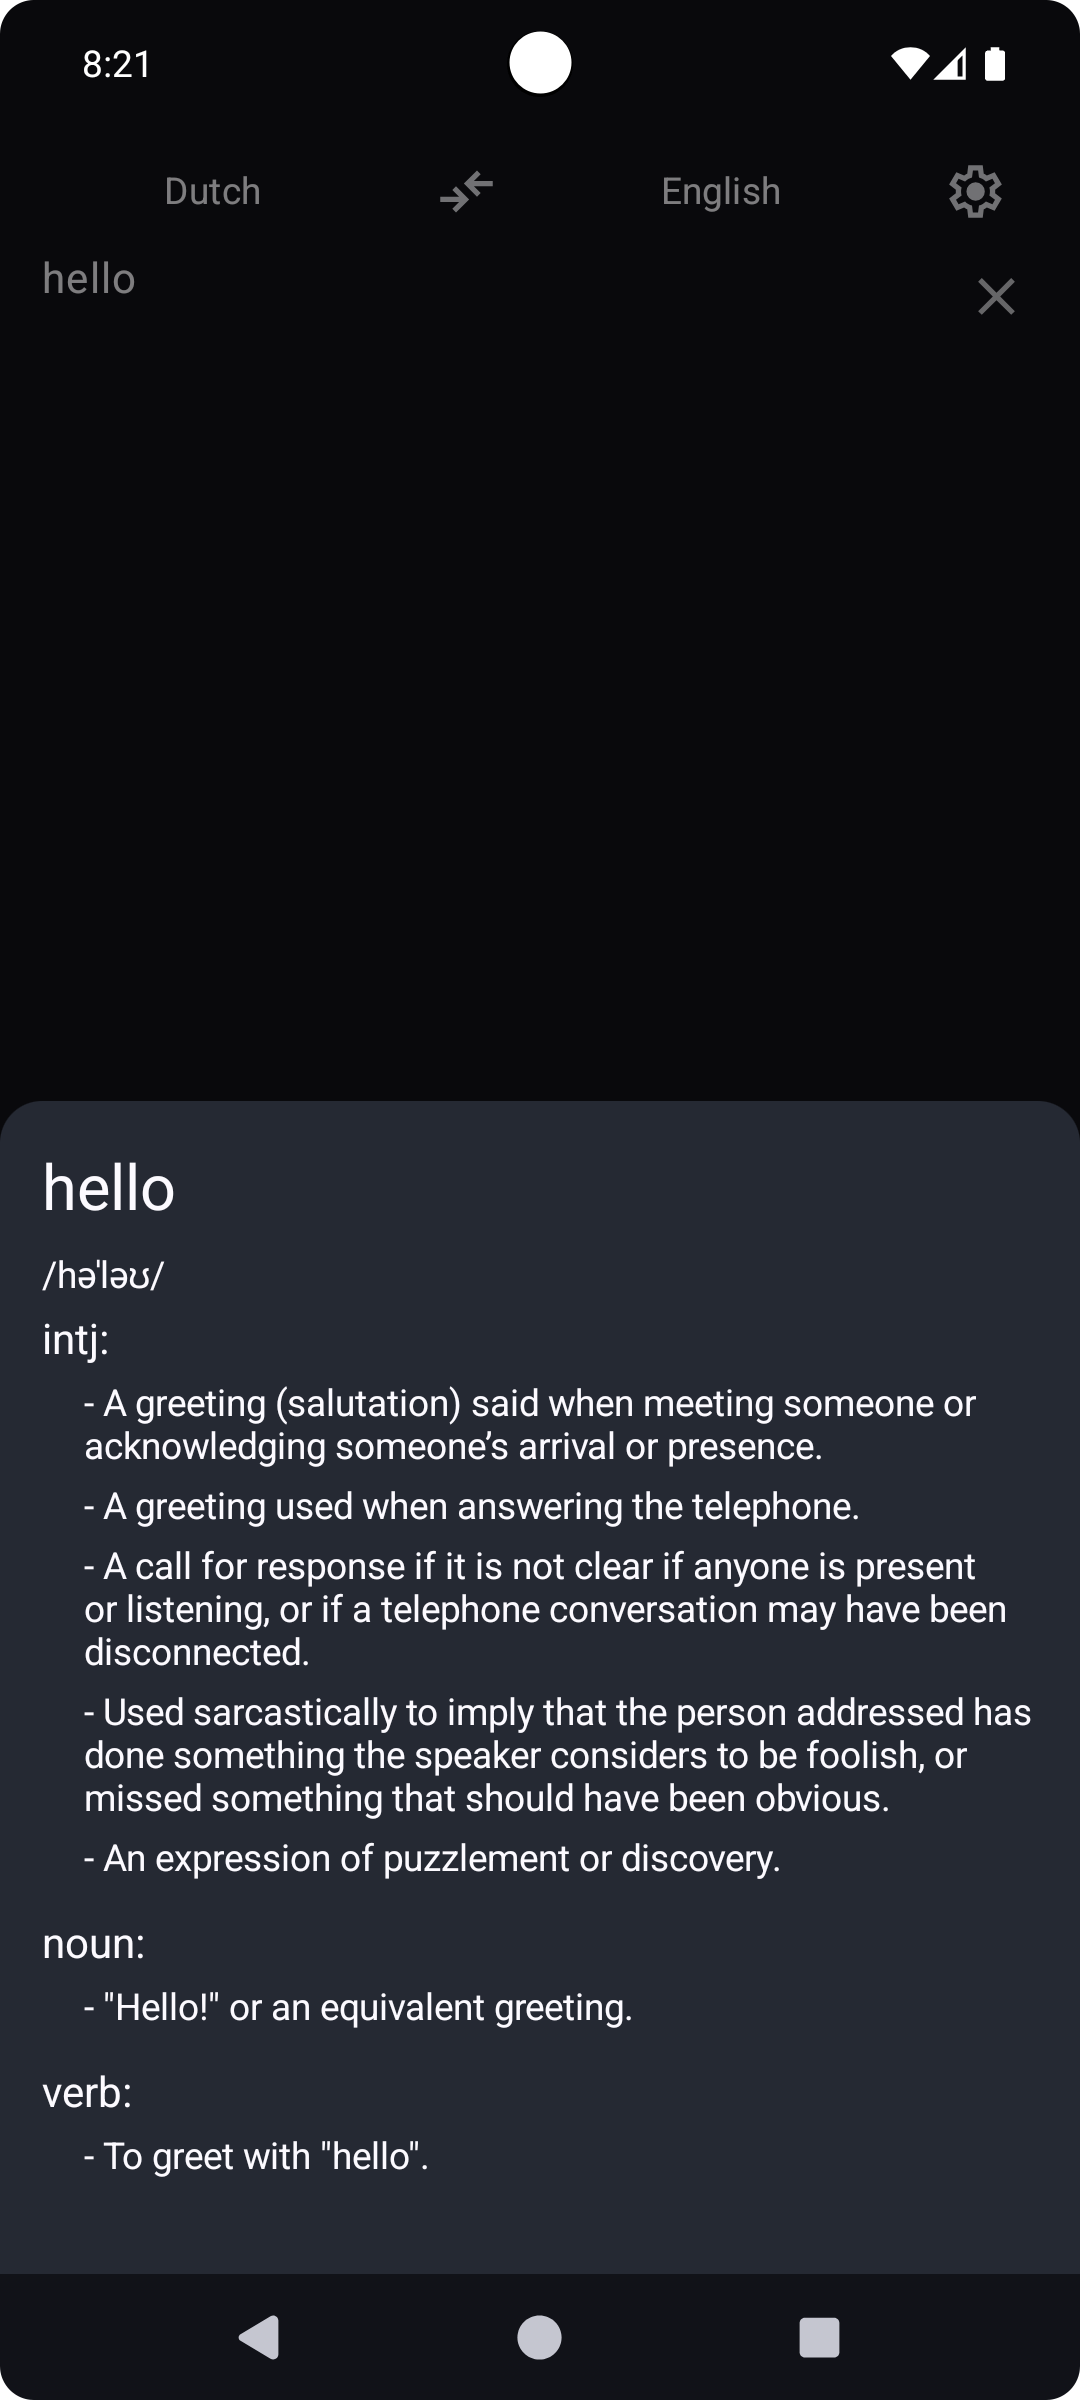 8:21
Dutch English
hello
hello
/həˈləʊ/
intj:
- A greeting (salutation) said when meeting someone or
acknowledging someone’s arrival or presence.
- A greeting used when answering the telephone.
- A call for response if it is not clear if anyone is present
or listening, or if a telephone conversation may have been
disconnected.
- Used sarcastically to imply that the person addressed has
done something the speaker considers to be foolish, or
missed something that should have been obvious.
- An expression of puzzlement or discovery.
noun:
- "Hello!" or an equivalent greeting.
verb:
- To greet with "hello".